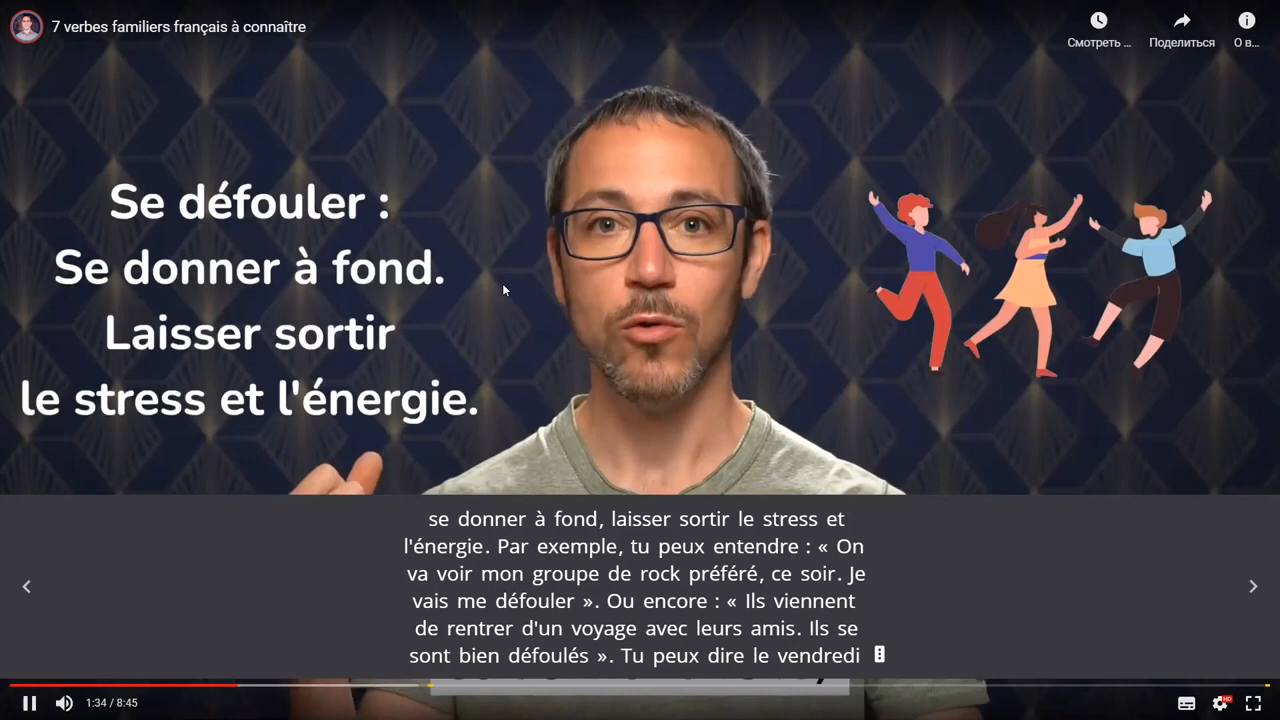 7 verbes familiers français à connaître
Смотреть ...
Поделиться
О в...
Se défouler :
Se donner à fond.
Laisser sortir
le stress et l'énergie.
se donner à fond, laisser sortir le stress et
l'énergie. Par exemple, tu peux entendre : « On
va voir mon groupe de rock préféré, ce soir. Je
vais me défouler ». Ou encore : « Ils viennent
de rentrer d'un voyage avec leurs amis. Ils se
sont bien défoulés ». Tu peux dire le vendredi
1:34 / 8:45
HD